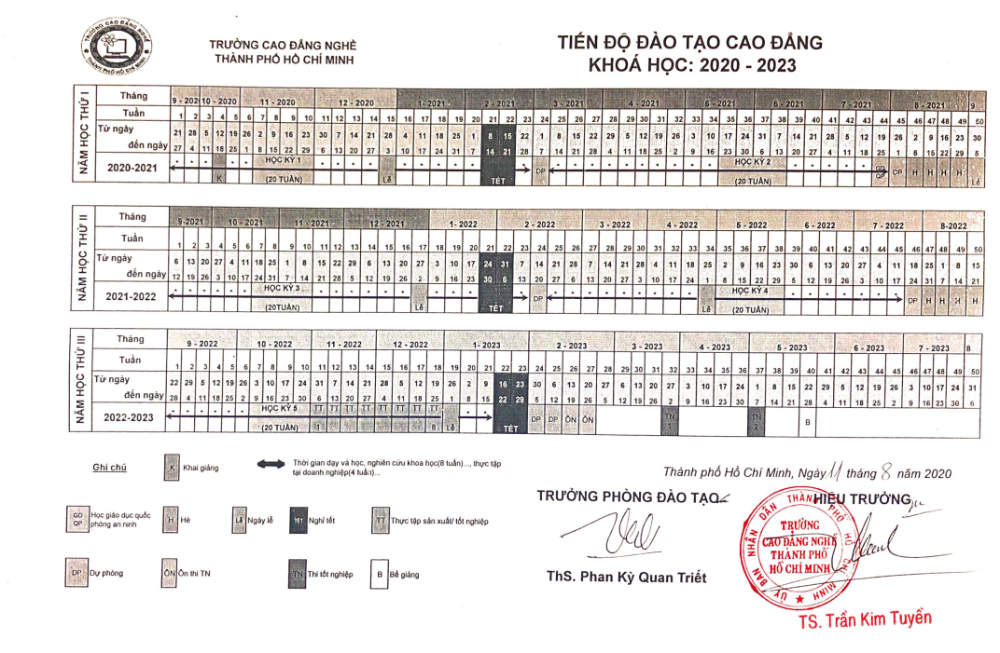 TRƯỜNG CAO ĐẲNG NGHỀ
THÀNH PHỐ HỒ CHÍ MINH
TRƯỜNG CAO ĐẲNG NGHỀ
THÀNH PHỐ HỒ CHÍ MINH
TIẾN ĐỘ ĐÀO TẠO CAO ĐẲNG
KHOÁ HỌC: 2020 - 2023
NĂM HỌC THỨ I
Tháng 10 - 2020 11 - 2020 12 - 2020 1 - 2021 2 - 2021 3 - 2021 4 - 2021 5 - 2021 6 - 2021 7 - 2021 8 - 2021 9
Tuần 1 2 3 4 5 6 7 8 9 10 11 12 13 14 15 16 17 18 19 20 21 22 23 24 25 26 27 28 29 30 31 32 33 34 35 36 37 38 39 40 41 42 43 44 45 46 47 48 49 50
Từ ngày 21 28 5 12 19 26 2 9 16 23 30 7 14 21 28 4 11 18 25 1 8 15 22 1 8 15 22 29 5 12 19 26 3 10 17 24 31 7 14 21 28 5 12 19 26 2 9 16 23 30
đến ngày 27 4 11 18 25 1 8 15 22 29 6 13 20 27 3 10 17 24 31 7 14 21 28 7 14 21 28 4 11 18 25 2 9 16 23 30 6 13 20 27 4 11 18 25 1 8 15 22 29 5
2020-2021 K HỌC KỲ 1 (20 TUẦN) Lễ TẾT DP HỌC KỲ 2 (20 TUẦN) GD QP DP H H H H Lễ
NĂM HỌC THỨ II
Tháng 9-2021 10 - 2021 11 - 2021 12 - 2021 1 - 2022 2 - 2022 3 - 2022 4 - 2022 5 - 2022 6 - 2022 7 - 2022 8-2022
Tuần 1 2 3 4 5 6 7 8 9 10 11 12 13 14 15 16 17 18 19 20 21 22 23 24 25 26 27 28 29 30 31 32 33 34 35 36 37 38 39 40 41 42 43 44 45 46 47 48 49 50
Từ ngày 6 13 20 27 4 11 18 25 1 8 15 22 29 6 13 20 27 3 10 17 24 31 7 14 21 28 7 14 21 28 4 11 18 25 2 9 16 23 30 6 13 20 27 4 11 18 25 1 8 15
đến ngày 12 19 26 3 10 17 24 31 7 14 21 28 5 12 19 26 2 9 16 23 30 6 13 20 27 6 13 20 27 3 10 17 24 1 8 15 22 29 5 12 19 26 3 10 17 24 31 7 14 21
2021-2022 HỌC KỲ 3 (20TUẦN) Lễ TẾT DP Lễ HỌC KỲ 4 (20 TUẦN) DP H H H H
NĂM HỌC THỨ III
Tháng 9 - 2022 10 - 2022 11 - 2022 12 - 2022 1- 2023 2 - 2023 3 - 2023 4 - 2023 5 - 2023 6 - 2023 7 - 2023 8
Tuần 1 2 3 4 5 6 7 8 9 10 11 12 13 14 15 16 17 18 19 20 21 22 23 24 25 26 27 28 29 30 31 32 33 34 35 36 37 38 39 40 41 42 43 44 45 46 47 48 49 50
Từ ngày 22 29 5 12 19 26 3 10 17 24 31 7 14 21 28 5 12 19 26 2 9 16 23 30 6 13 20 27 6 13 20 27 3 10 17 24 1 8 15 22 29 5 12 19 26 3 10 17 24 31
đến ngày 28 4 11 18 25 2 9 16 23 30 6 13 20 27 4 11 18 25 1 8 15 22 29 5 12 19 26 5 12 19 26 2 9 16 23 30 7 14 21 28 4 11 18 25 2 9 16 23 30 6
2022-2023 HỌC KỲ 5 (20 TUẦN) TT TT TT TT TT TT TT TT 1 8 Lễ TẾT DP DP ÔN ÔN TN TN B
Ghi chú K Khai giảng Thời gian dạy và học, nghiên cứu khoa học(8 tuần)..., thực tập
tại doanh nghiệp(4 tuần)...
GD QP Học giáo dục quốc phòng an ninh H Hè Lễ Ngày lễ TẾT Nghỉ tết TT Thực tập sản xuất/ tốt nghiệp
DP Dự phòng ÔN Ôn thi TN TN Thi tốt nghiệp B Bế giảng
Thành phố Hồ Chí Minh, Ngày 11 tháng 8 năm 2020
TRƯỞNG PHÒNG ĐÀO TẠO HIỆU TRƯỞNG
ỦY BAN NHÂN DÂN THÀNH PHỐ HỒ CHÍ MINH
TRƯỜNG
CAO ĐẲNG NGHỀ
THÀNH PHỐ
HỒ CHÍ MINH
ThS. Phan Kỳ Quan Triết
TS. Trần Kim Tuyền